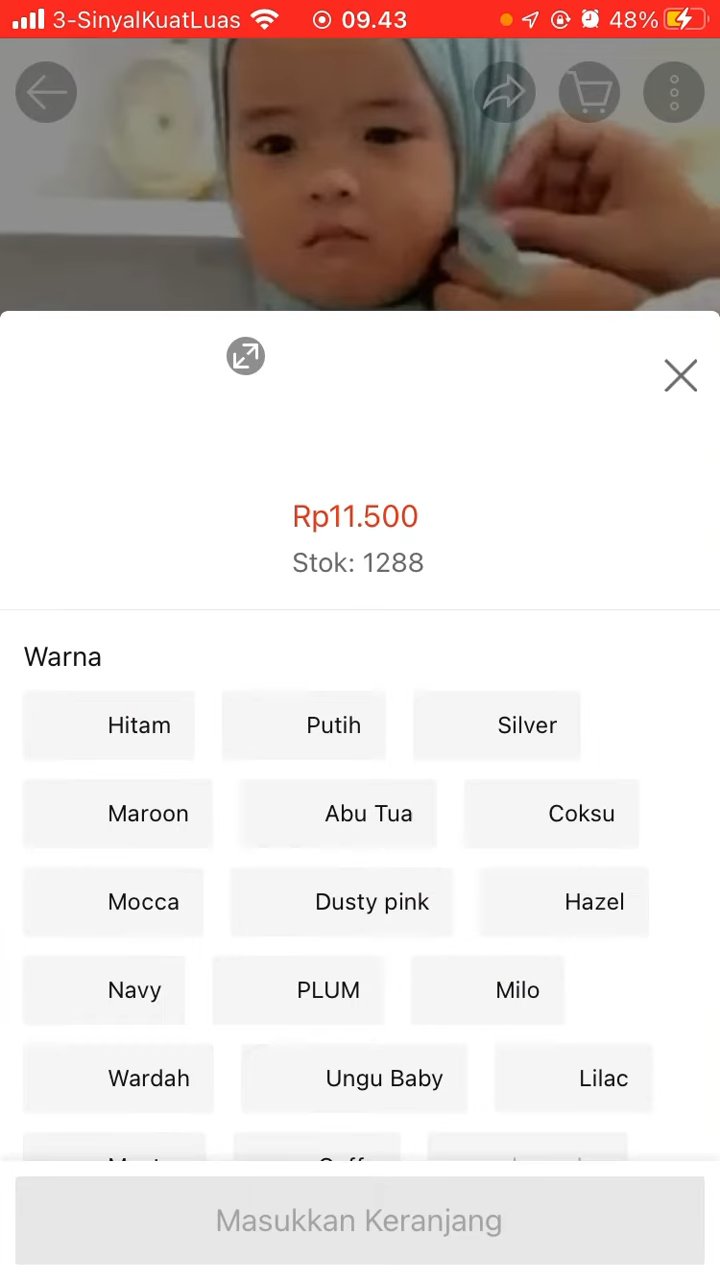 3-SinyalKuatLuas 09.43 48%
Rp11.500
Stok: 1288
Warna
Hitam Putih Silver
Maroon Abu Tua Coksu
Mocca Dusty pink Hazel
Navy PLUM Milo
Wardah Ungu Baby Lilac
Masukkan Keranjang